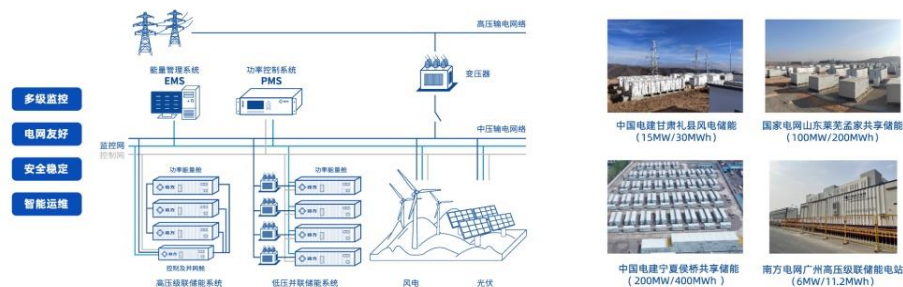 多级监控
电网友好
安全稳定
智能运维
高压输电网络
能量管理系统
EMS
功率控制系统
PMS
变压器
中压输电网络
监控网
控制网
功率能量舱
功率能量舱
控制及并网舱
高压级联储能系统
低压并联储能系统
风电
光伏
中国电建甘肃礼县风电储能
(15MW/30MWh)
国家电网山东莱芜孟家共享储能
(100MW/200MWh)
中国电建宁夏侯桥共享储能
(200MW/400MWh)
南方电网广州高压级联储能电站
(6MW/11.2MWh)